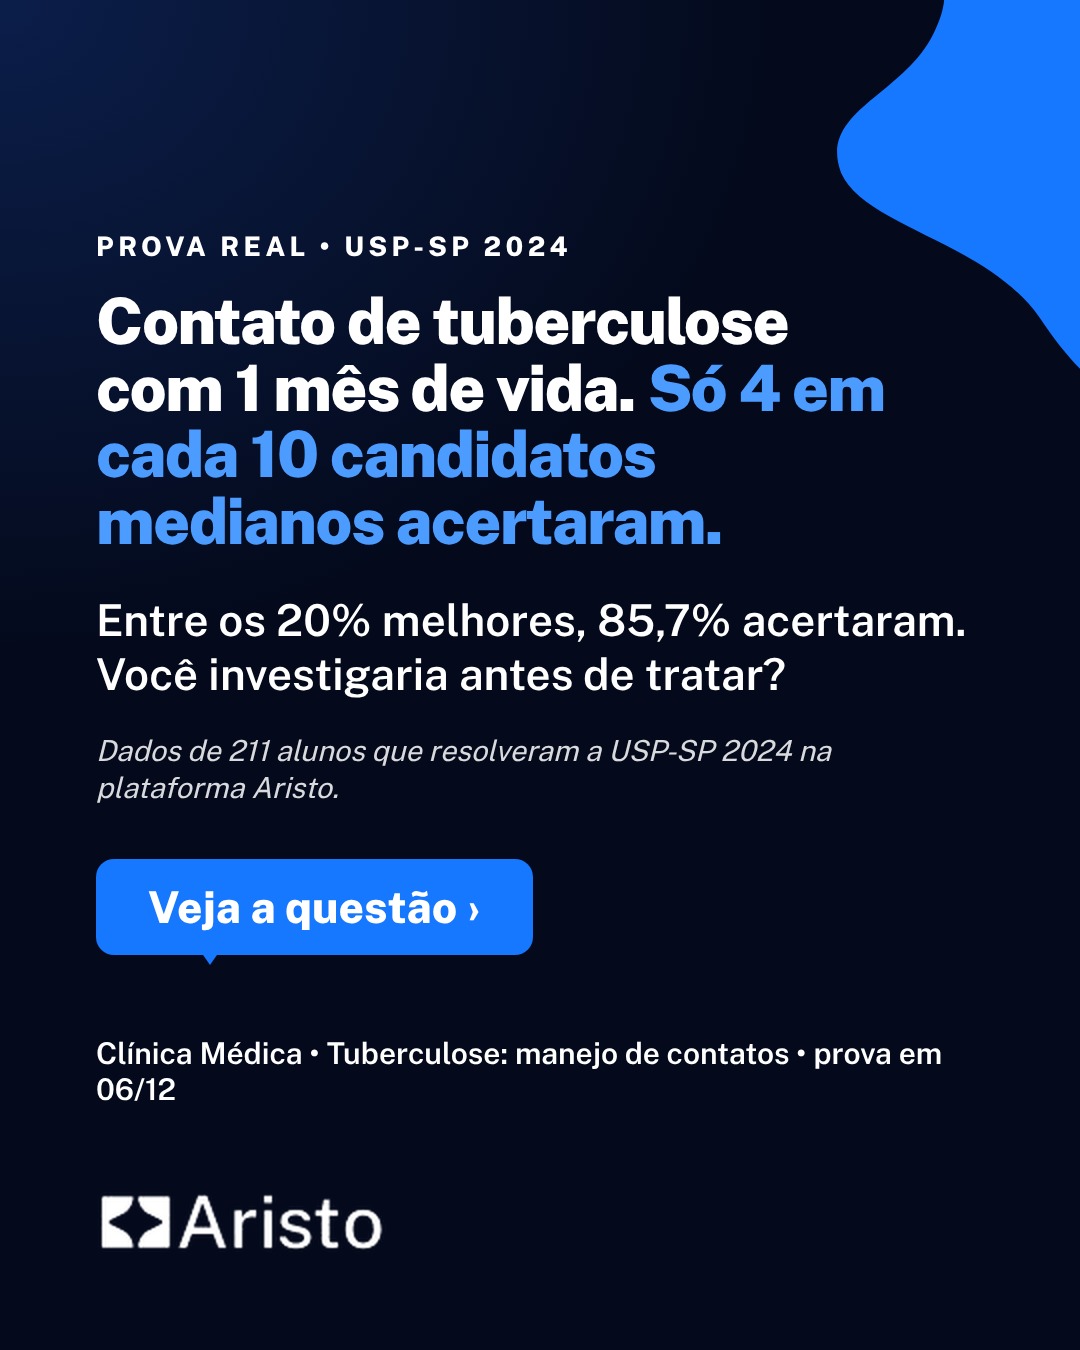 PROVA REAL • USP-SP 2024
Contato de tuberculose
com 1 mês de vida. Só 4 em
cada 10 candidatos
medianos acertaram.
Entre os 20% melhores, 85,7% acertaram.
Você investigaria antes de tratar?
Dados de 211 alunos que resolveram a USP-SP 2024 na
plataforma Aristo.
Veja a questão ›
Clínica Médica • Tuberculose: manejo de contatos • prova em
06/12
Aristo